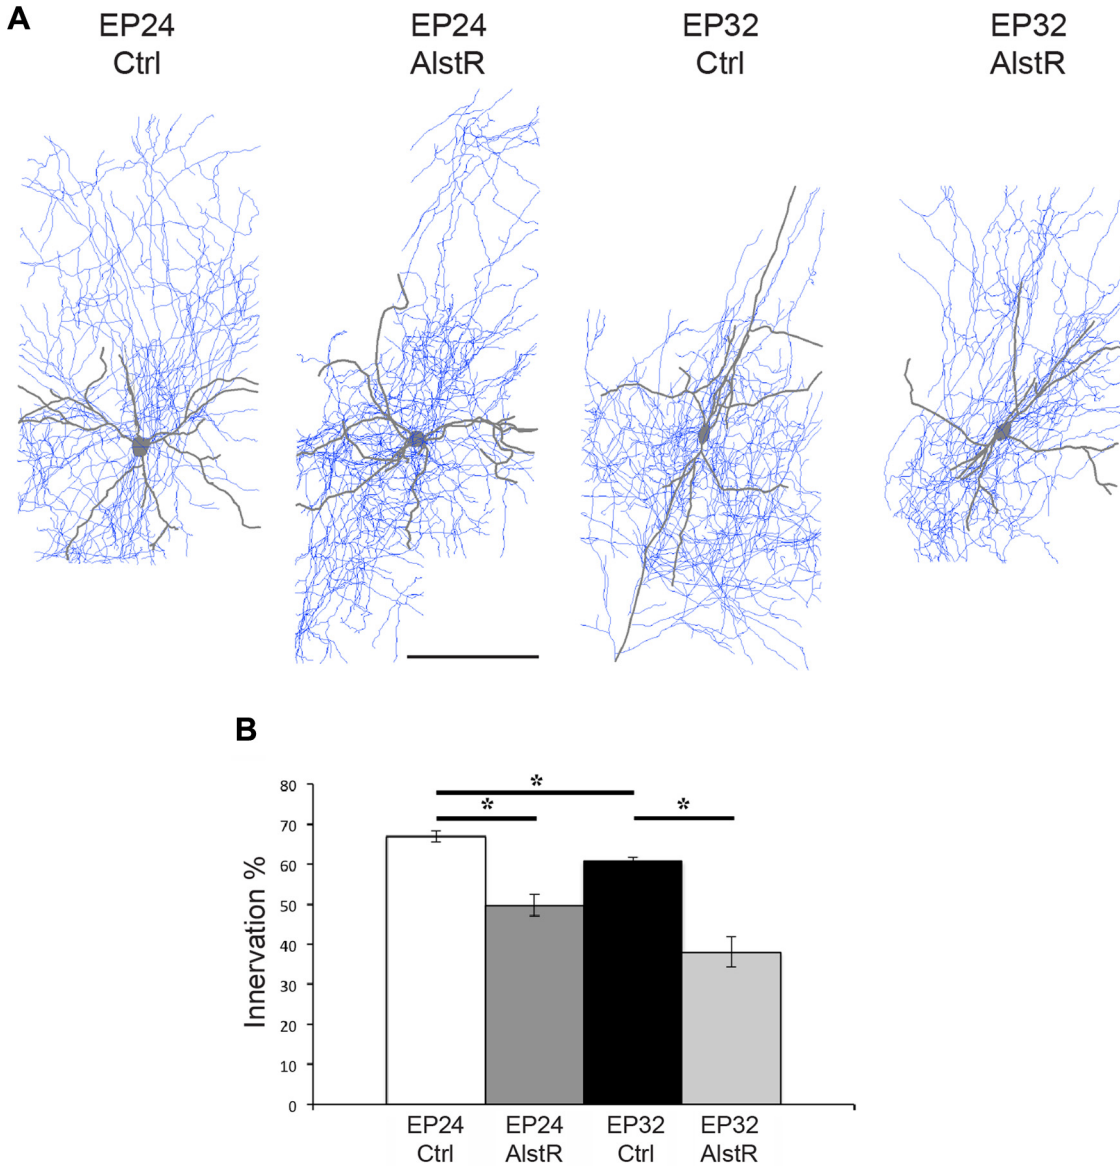 A
EP24 EP24 EP32 EP32
Ctrl AlstR Ctrl AlstR
B
* 
* *
80
70
60
50
40
30
20
10
0
Innervation %
EP24 EP24 EP32 EP32
Ctrl AlstR Ctrl AlstR